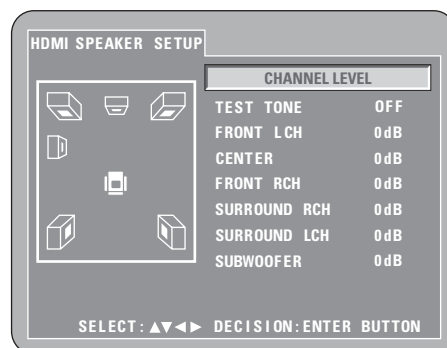 HDMI SPEAKER SETUP
CHANNEL LEVEL
TEST TONE OFF
FRONT LCH 0dB
CENTER 0dB
FRONT RCH 0dB
SURROUND RCH 0dB
SURROUND LCH 0dB
SUBWOOFER 0dB
SELECT:▲▼◀▶ DECISION:ENTER BUTTON